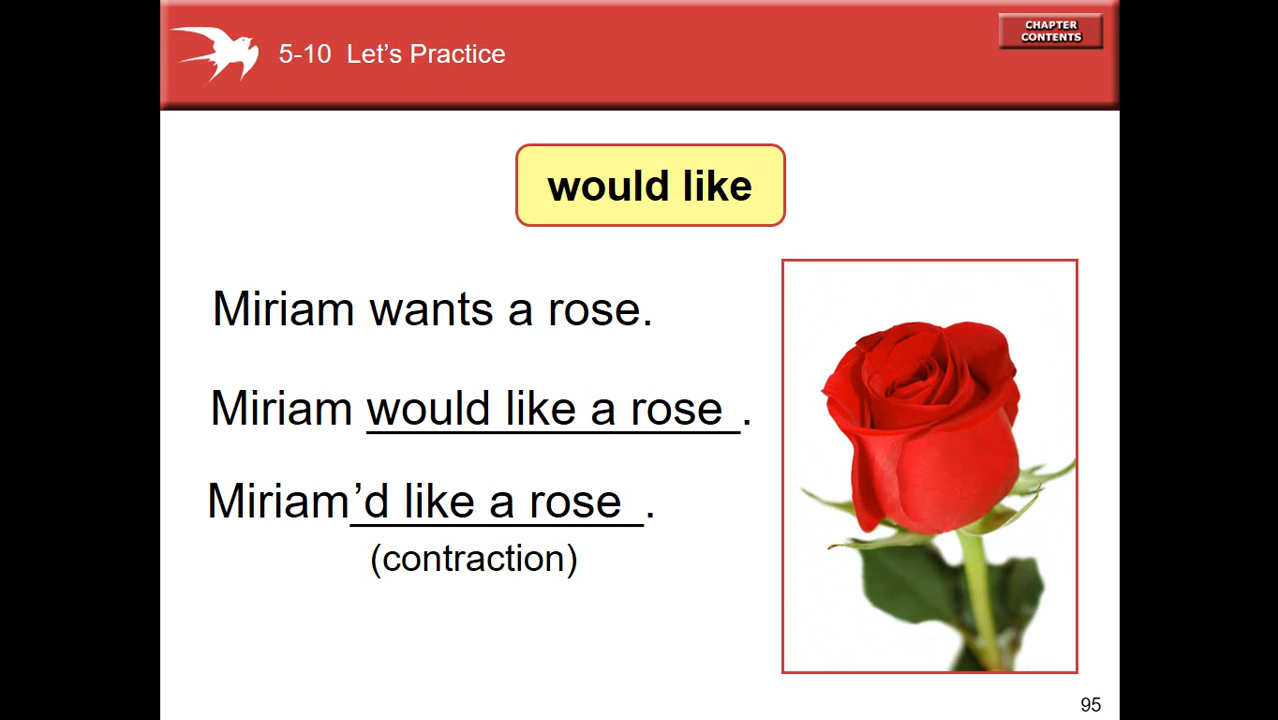 5-10 Let’s Practice
CHAPTER
CONTENTS
would like
Miriam wants a rose.
Miriam would like a rose .
Miriam’d like a rose .
(contraction)
95